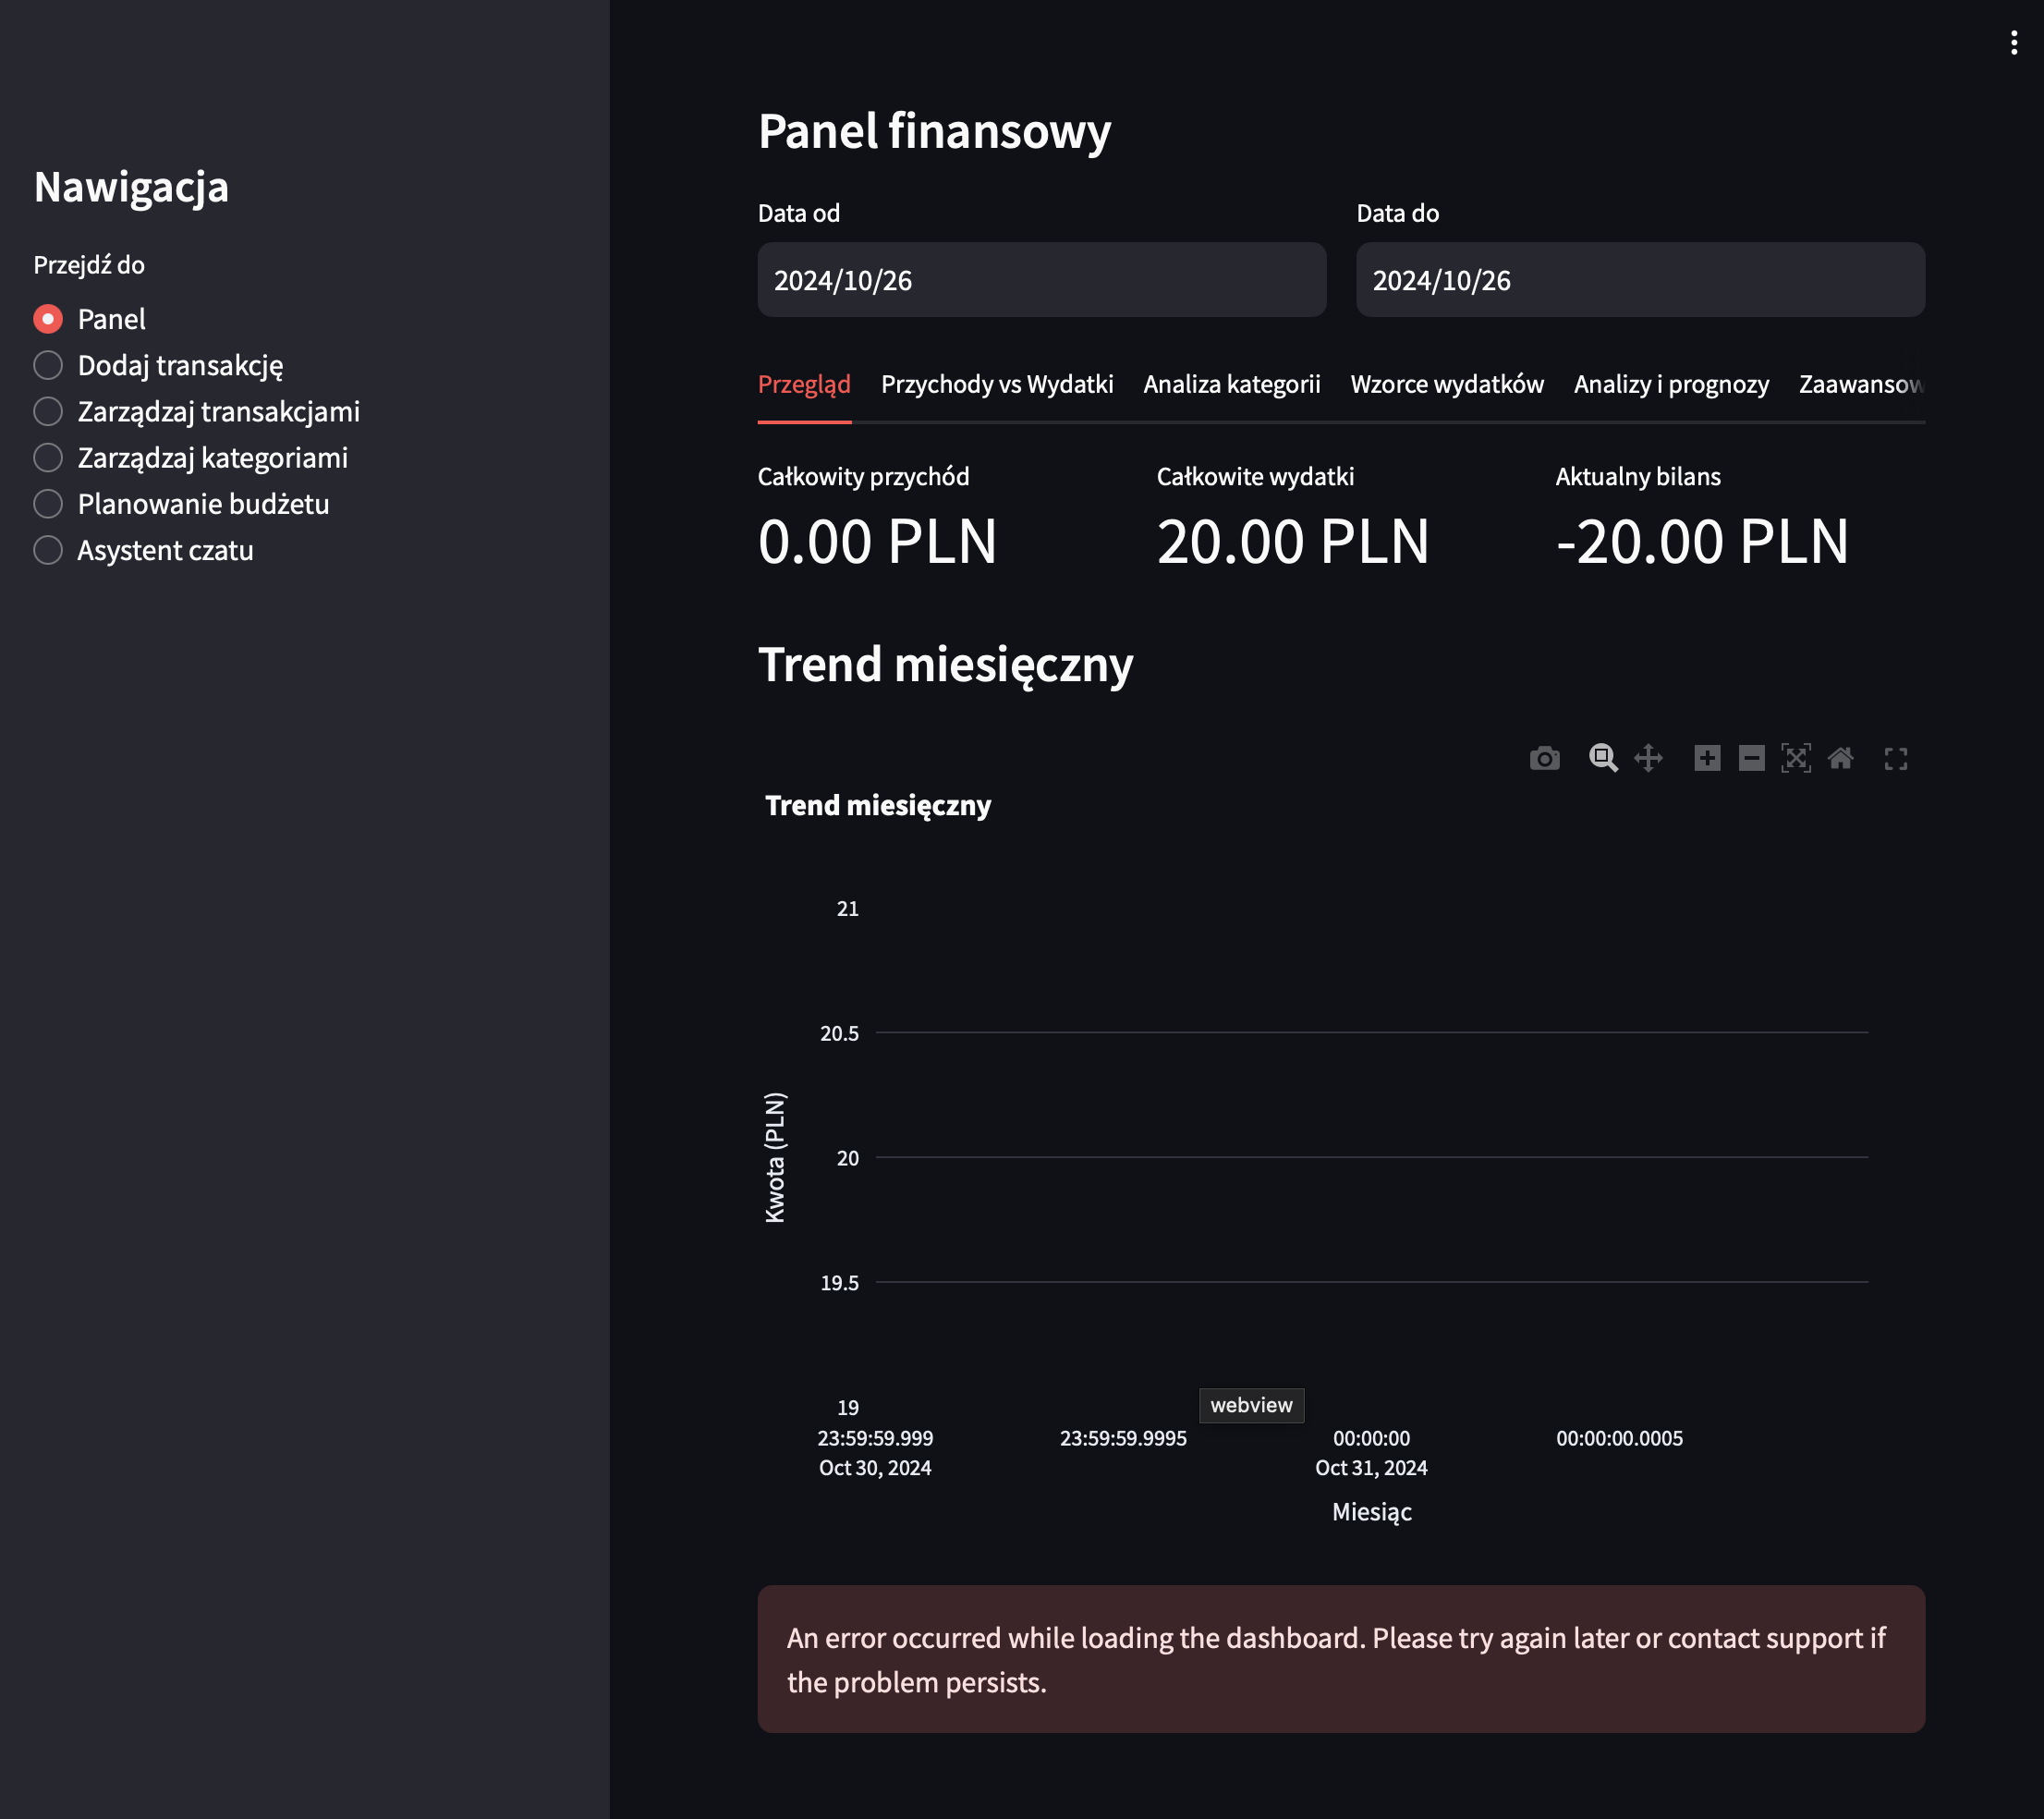 Nawigacja
Przejdź do
Panel
Dodaj transakcję
Zarządzaj transakcjami
Zarządzaj kategoriami
Planowanie budżetu
Asystent czatu
Panel finansowy
Data od
Data do
2024/10/26
2024/10/26
Przegląd Przychody vs Wydatki Analiza kategorii Wzorce wydatków Analizy i prognozy Zaawansow
Całkowity przychód
Całkowite wydatki
Aktualny bilans
0.00 PLN
20.00 PLN
-20.00 PLN
Trend miesięczny
Trend miesięczny
21
20.5
20
19.5
19
Kwota (PLN)
webview
23:59:59.999
Oct 30, 2024
23:59:59.9995
00:00:00
Oct 31, 2024
00:00:00.0005
Miesiąc
An error occurred while loading the dashboard. Please try again later or contact support if
the problem persists.